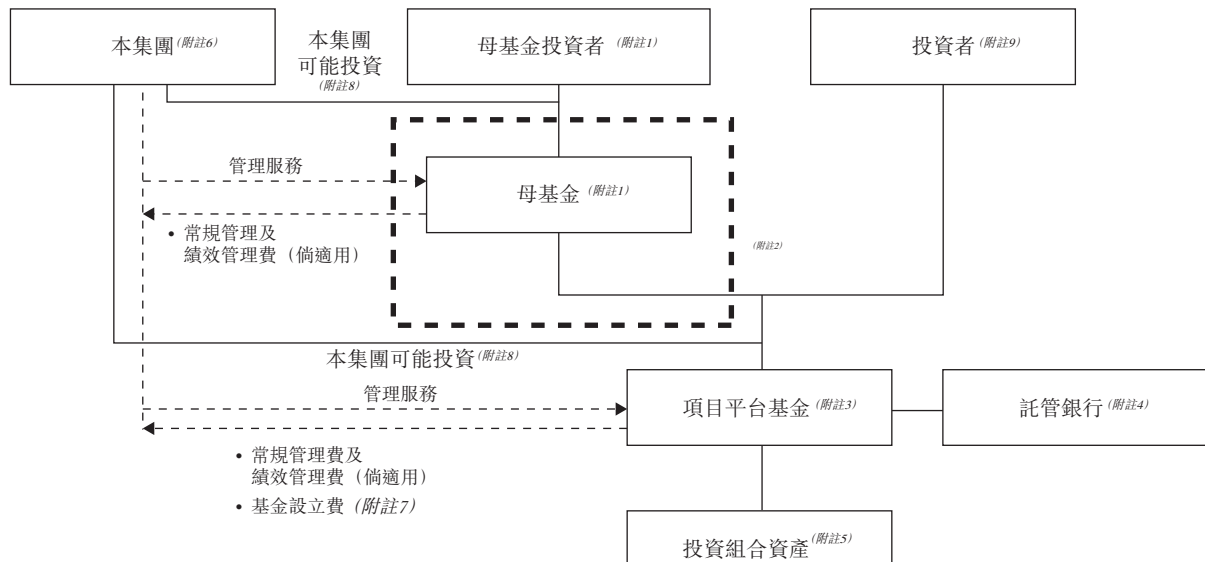 本集團(附註6)
本集團
可能投資
(附註8)
母基金投資者 (附註1)
投資者(附註9)
管理服務
母基金 (附註1)
• 常規管理及
績效管理費（倘適用）
(附註2)
本集團可能投資(附註8)
管理服務
項目平台基金 (附註3)
託管銀行(附註4)
• 常規管理費及
績效管理費（倘適用）
• 基金設立費 (附註7)
投資組合資產(附註5)